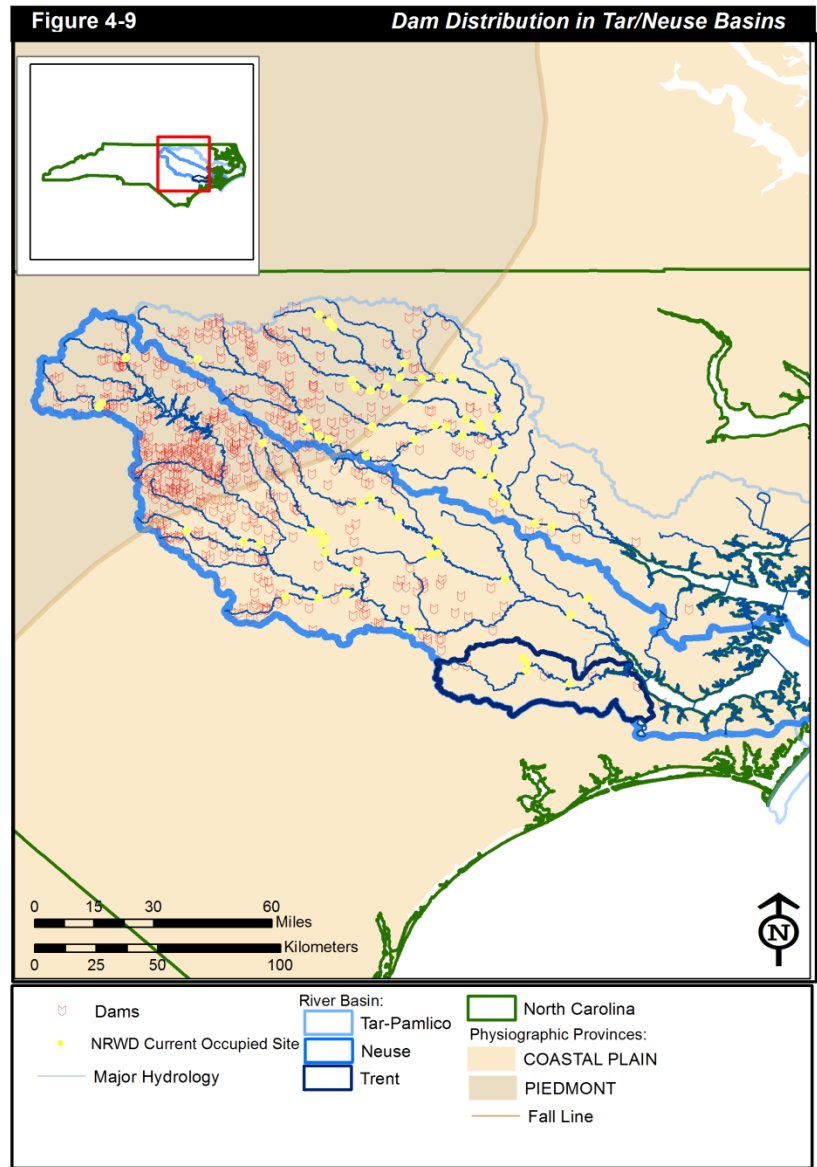 Figure 4-9 Dam Distribution in Tar/Neuse Basins
0 15 30 60
Miles
Kilometers
0 25 50 100
N
Dams
NRWD Current Occupied Site
Major Hydrology
River Basin:
Tar-Pamlico
Neuse
Trent
North Carolina
Physiographic Provinces:
COASTAL PLAIN
PIEDMONT
Fall Line